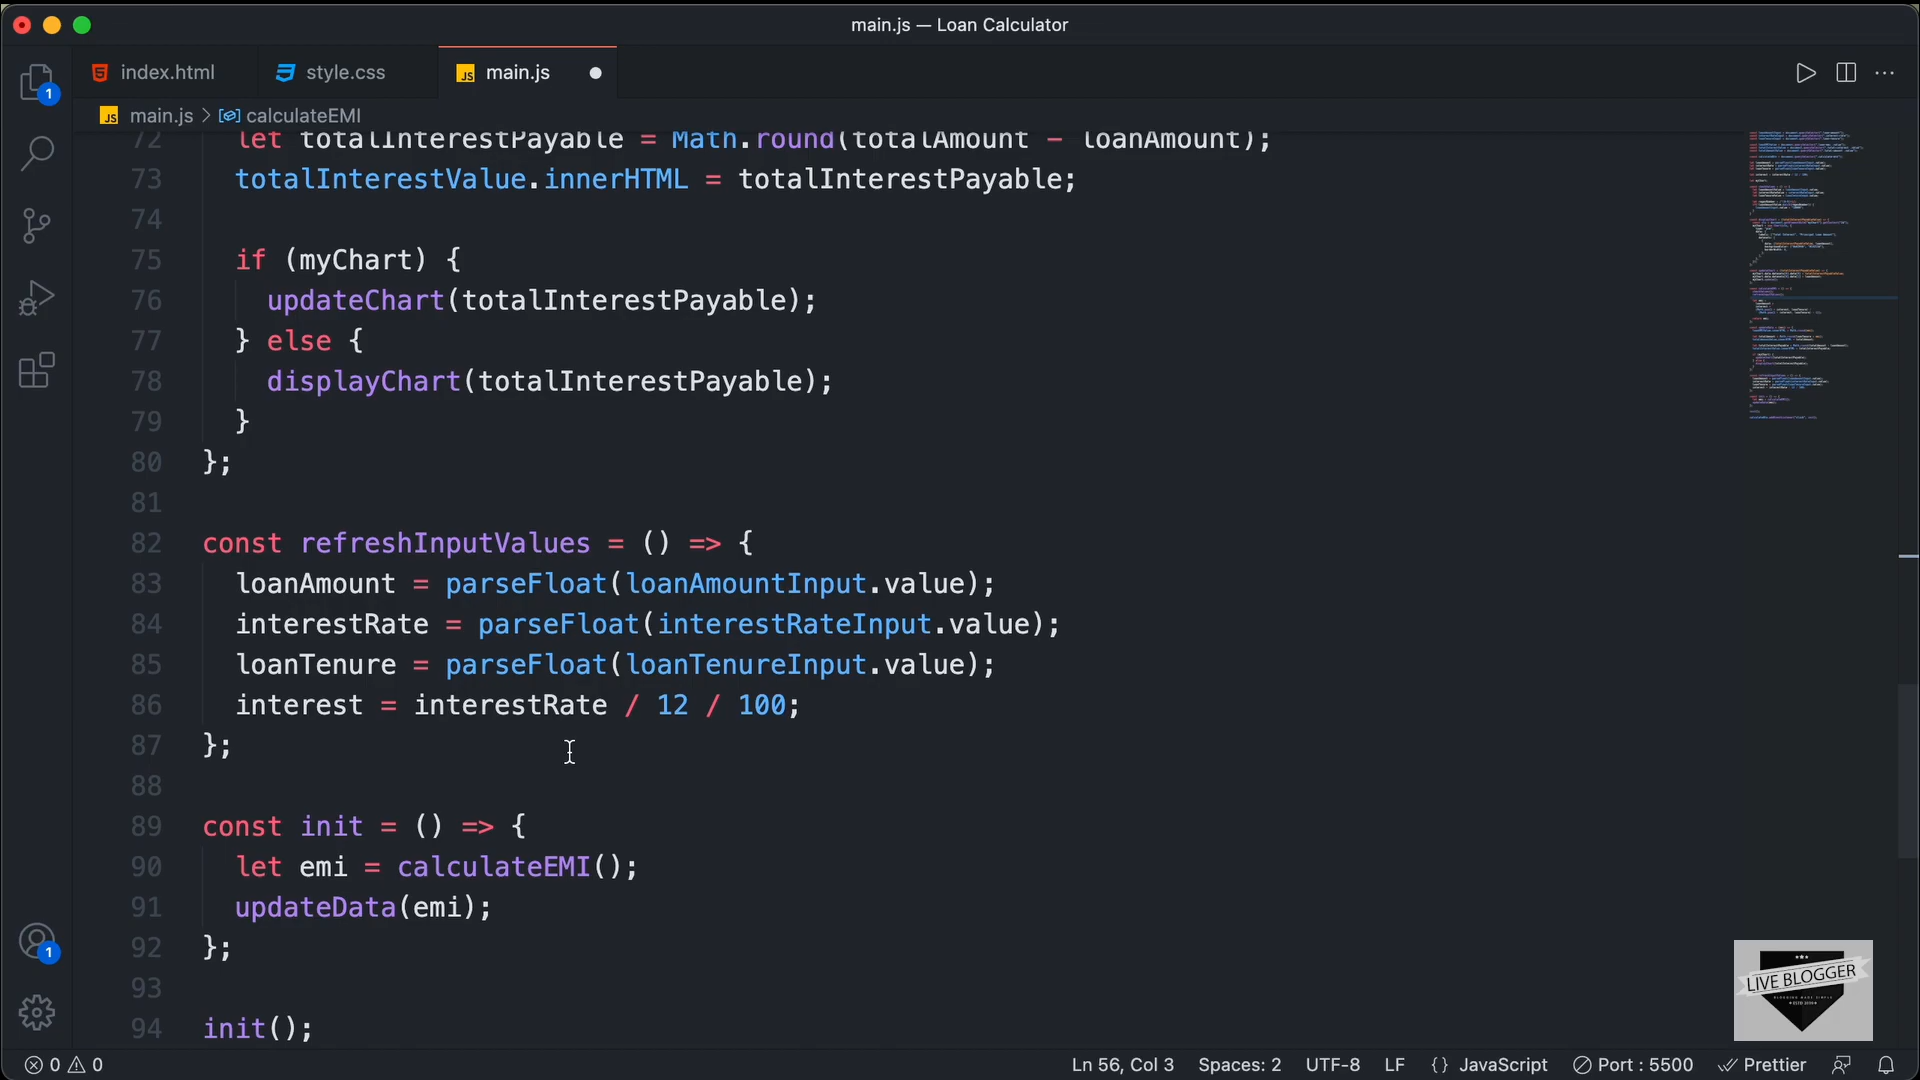 main.js — Loan Calculator
index.html
style.css
JS main.js
JS main.js > calculateEMI
72 let totalInterestPayable = Math.round(totalAmount - loanAmount);
73 totalInterestValue.innerHTML = totalInterestPayable;
74
75 if (myChart) {
76 updateChart(totalInterestPayable);
77 } else {
78 displayChart(totalInterestPayable);
79 }
80 };
81
82 const refreshInputValues = () => {
83 loanAmount = parseFloat(loanAmountInput.value);
84 interestRate = parseFloat(interestRateInput.value);
85 loanTenure = parseFloat(loanTenureInput.value);
86 interest = interestRate / 12 / 100;
87 };
88
89 const init = () => {
90 let emi = calculateEMI();
91 updateData(emi);
92 };
93
94 init();
1
1
LIVE BLOGGER
0 0
Ln 56, Col 3 Spaces: 2 UTF-8 LF {} JavaScript Port : 5500 Prettier